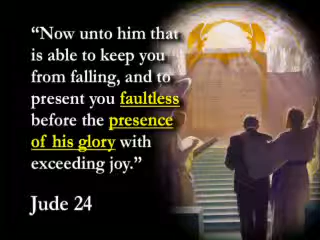 “Now unto him that
is able to keep you
from falling, and to
present you faultless
before the presence
of his glory with
exceeding joy.”
Jude 24